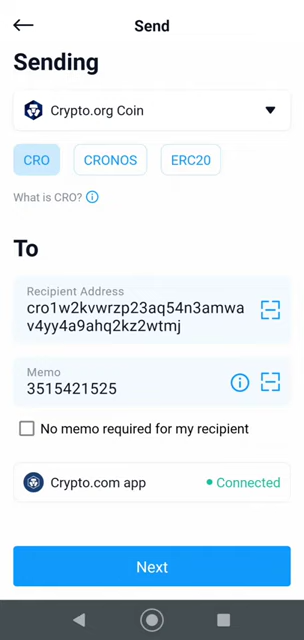 Send
Sending
Crypto.org Coin
CRO
CRONOS
ERC20
What is CRO?
To
Recipient Address
cro1w2kvwrzp23aq54n3amwa
v4yy4a9ahq2kz2wtmj
Memo
3515421525
No memo required for my recipient
Crypto.com app
Connected
Next